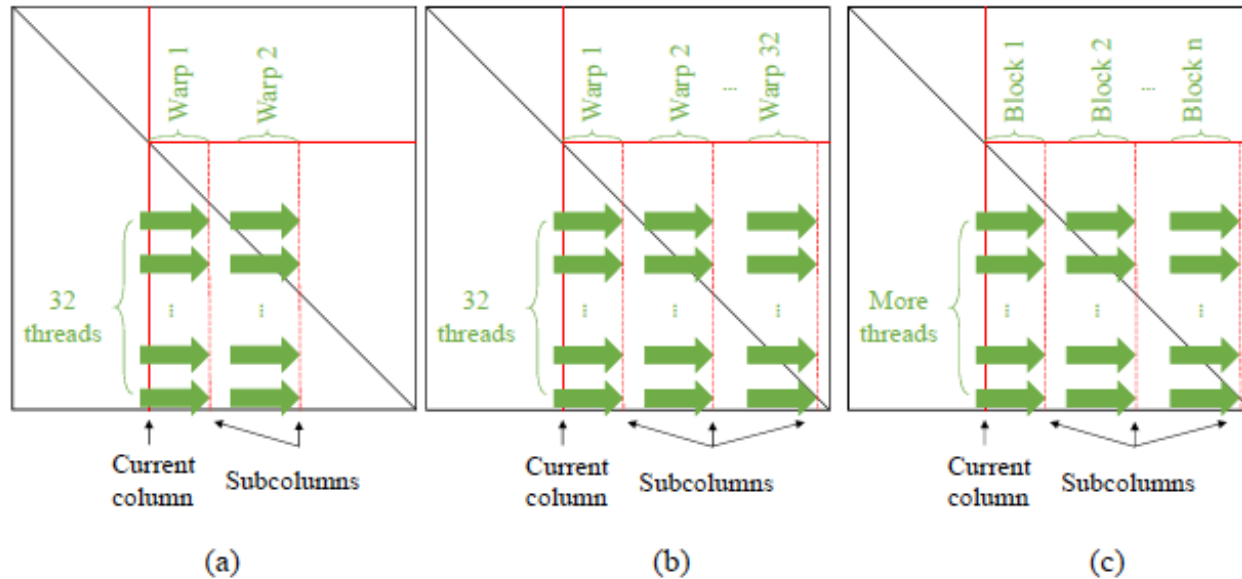 Warp 1
Warp 2
32
threads
...
...
Current
column
Subcolumns
(a)
Warp 1
Warp 2
...
Warp 32
32
threads
...
...
...
Current
column
Subcolumns
(b)
Block 1
Block 2
...
Block n
More
threads
...
...
...
Current
column
Subcolumns
(c)